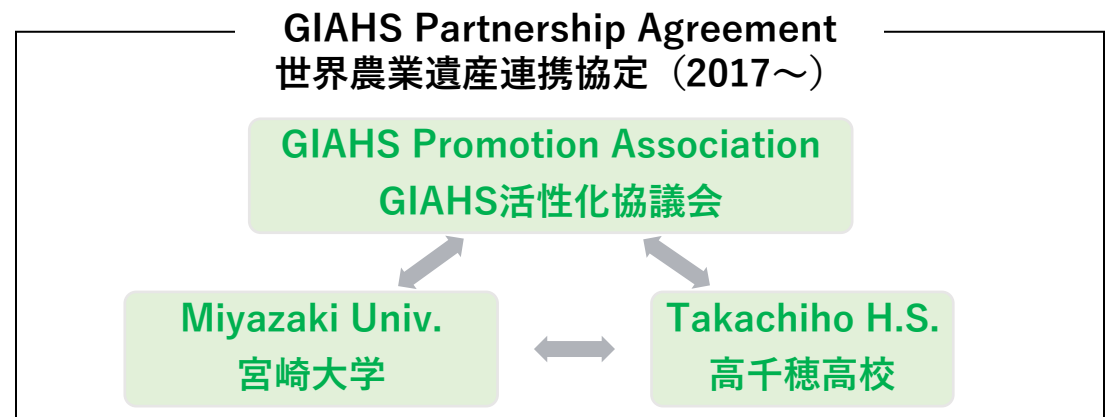 GIAHS Partnership Agreement
世界農業遺産連携協定（2017～）
GIAHS Promotion Association
GIAHS活性化協議会
Miyazaki Univ.
宮崎大学
Takachiho H.S.
高千穂高校